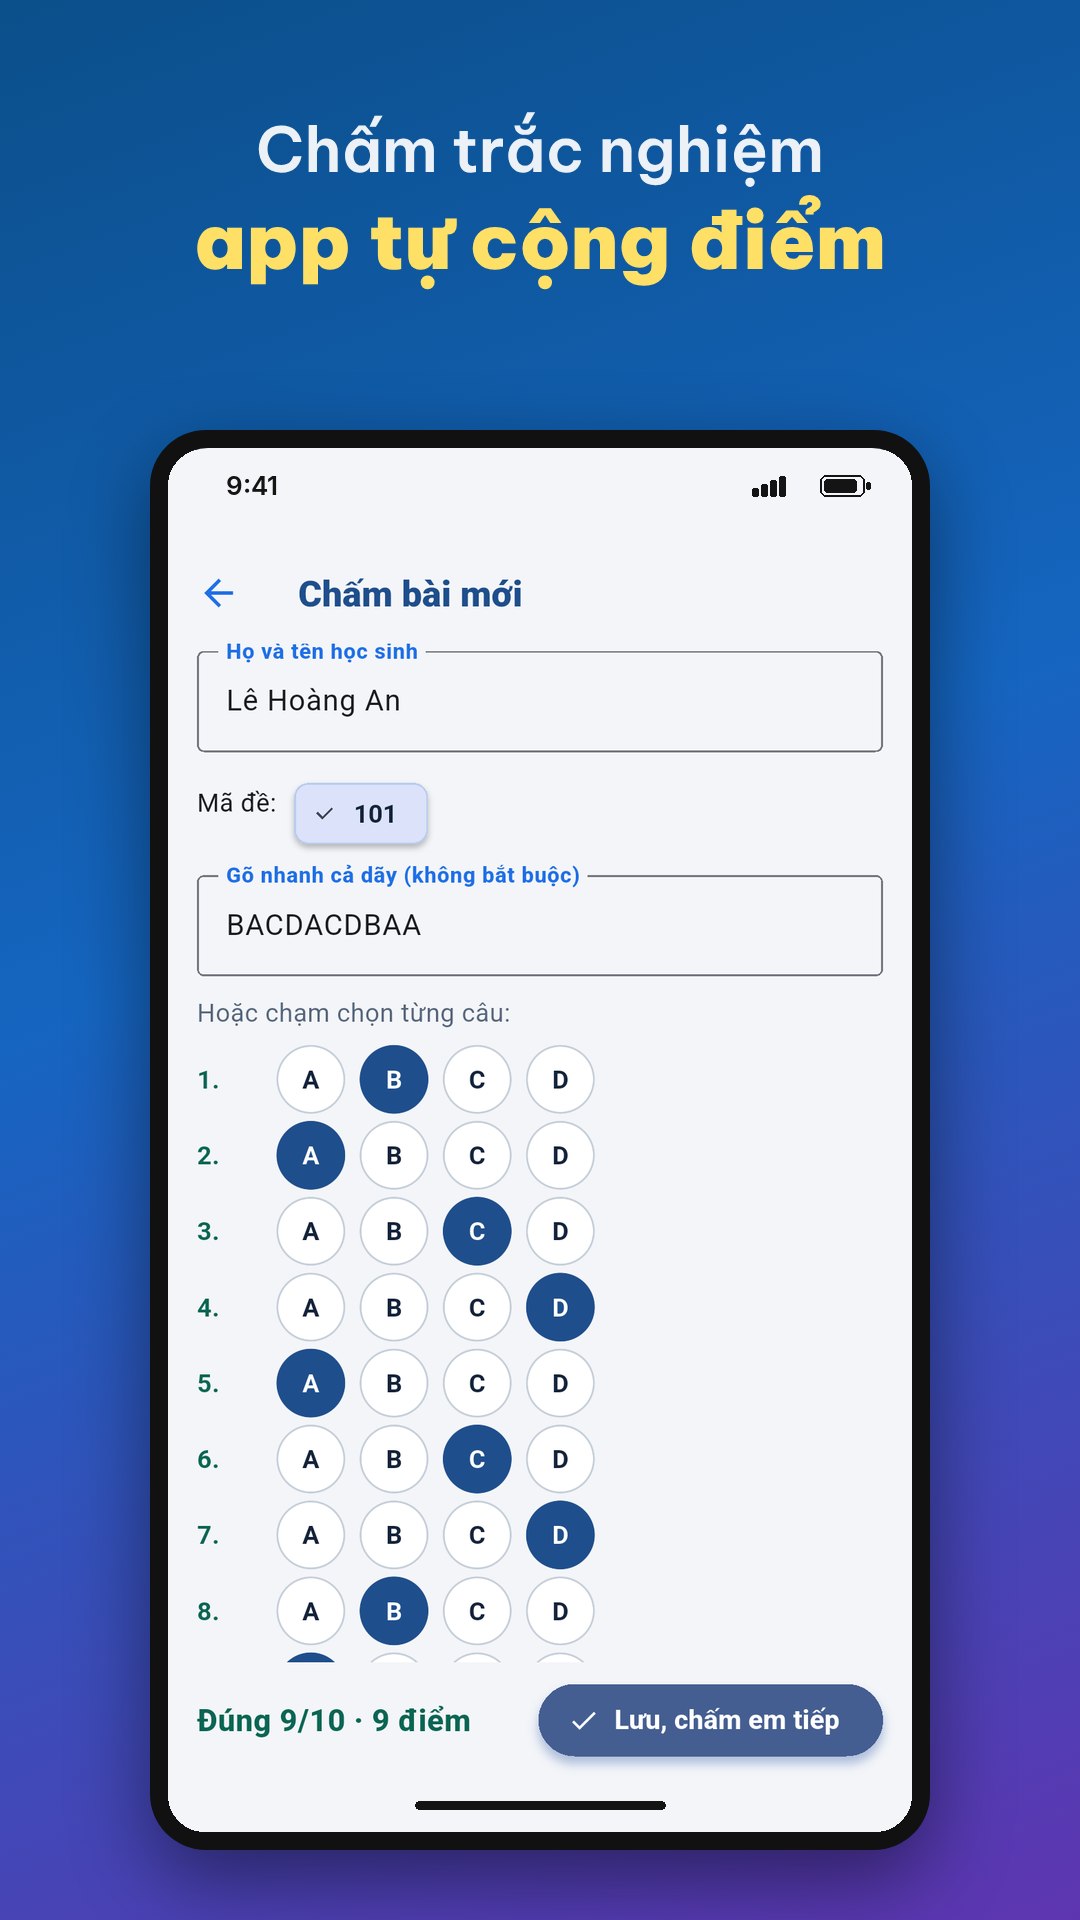 Chấm trắc nghiệm
app tự cộng điểm
9:41
Chấm bài mới
Họ và tên học sinh
Lê Hoàng An
Mã đề: 101
Gõ nhanh cả dãy (không bắt buộc)
BACDACDBAA
Hoặc chạm chọn từng câu:
1. A B C D
2. A B C D
3. A B C D
4. A B C D
5. A B C D
6. A B C D
7. A B C D
8. A B C D
Đúng 9/10 · 9 điểm Lưu, chấm em tiếp